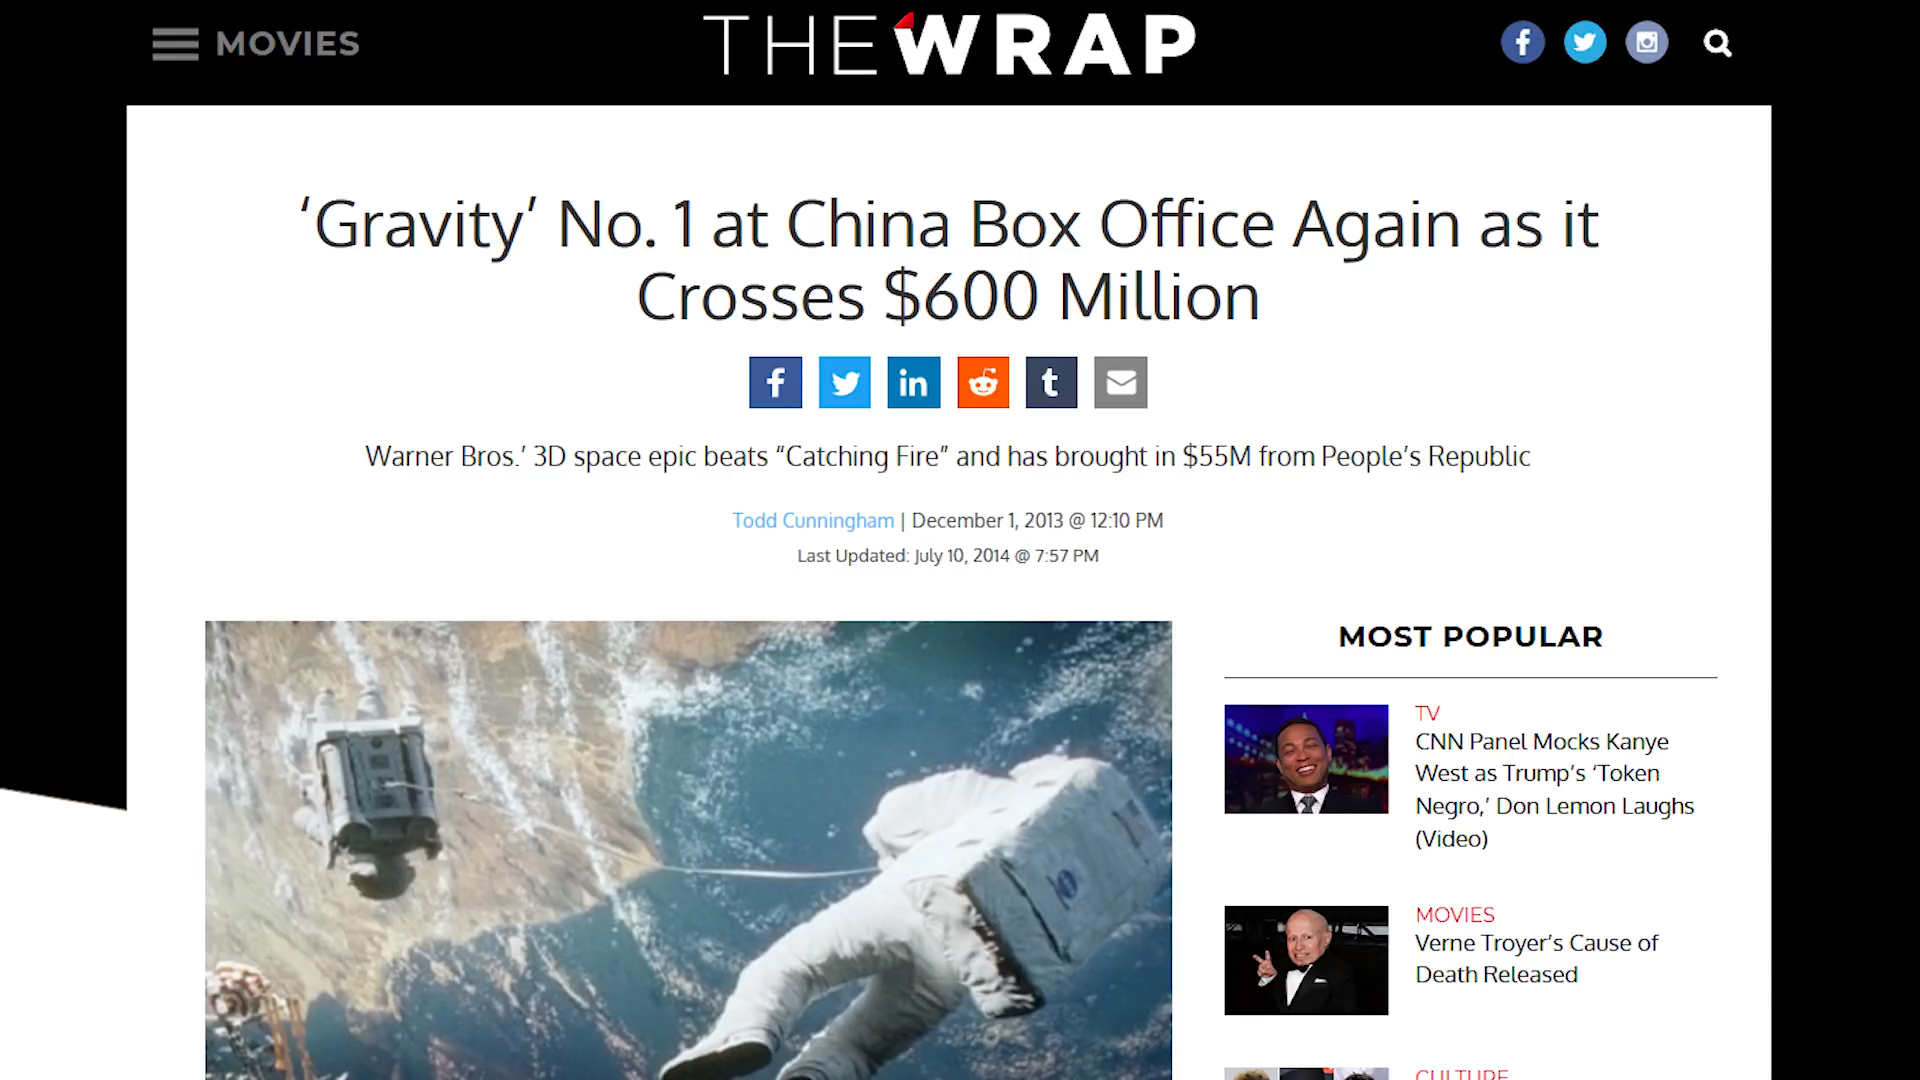 MOVIES
THEWRAP
‘Gravity’ No. 1 at China Box Office Again as it
Crosses $600 Million
Warner Bros.’ 3D space epic beats “Catching Fire” and has brought in $55M from People’s Republic
Todd Cunningham | December 1, 2013 @ 12:10 PM
Last Updated: July 10, 2014 @ 7:57 PM
MOST POPULAR
TV
CNN Panel Mocks Kanye
West as Trump’s ‘Token
Negro,’ Don Lemon Laughs
(Video)
MOVIES
Verne Troyer’s Cause of
Death Released
CULTURE